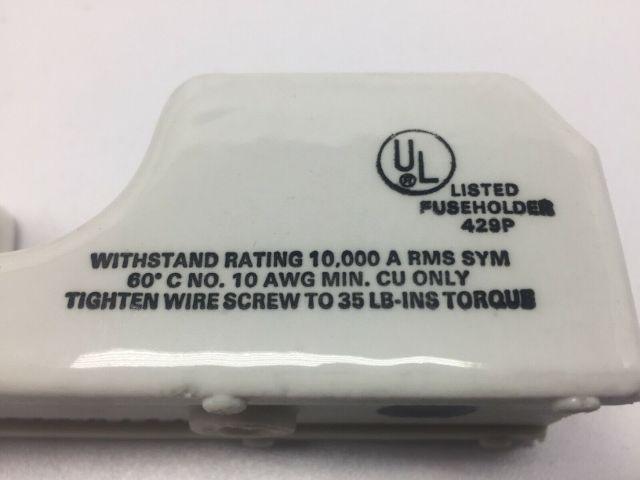 UL
®
LISTED
FUSEHOLDER
429P
WITHSTAND RATING 10,000 A RMS SYM
60° C NO. 10 AWG MIN. CU ONLY
TIGHTEN WIRE SCREW TO 35 LB-INS TORQUE